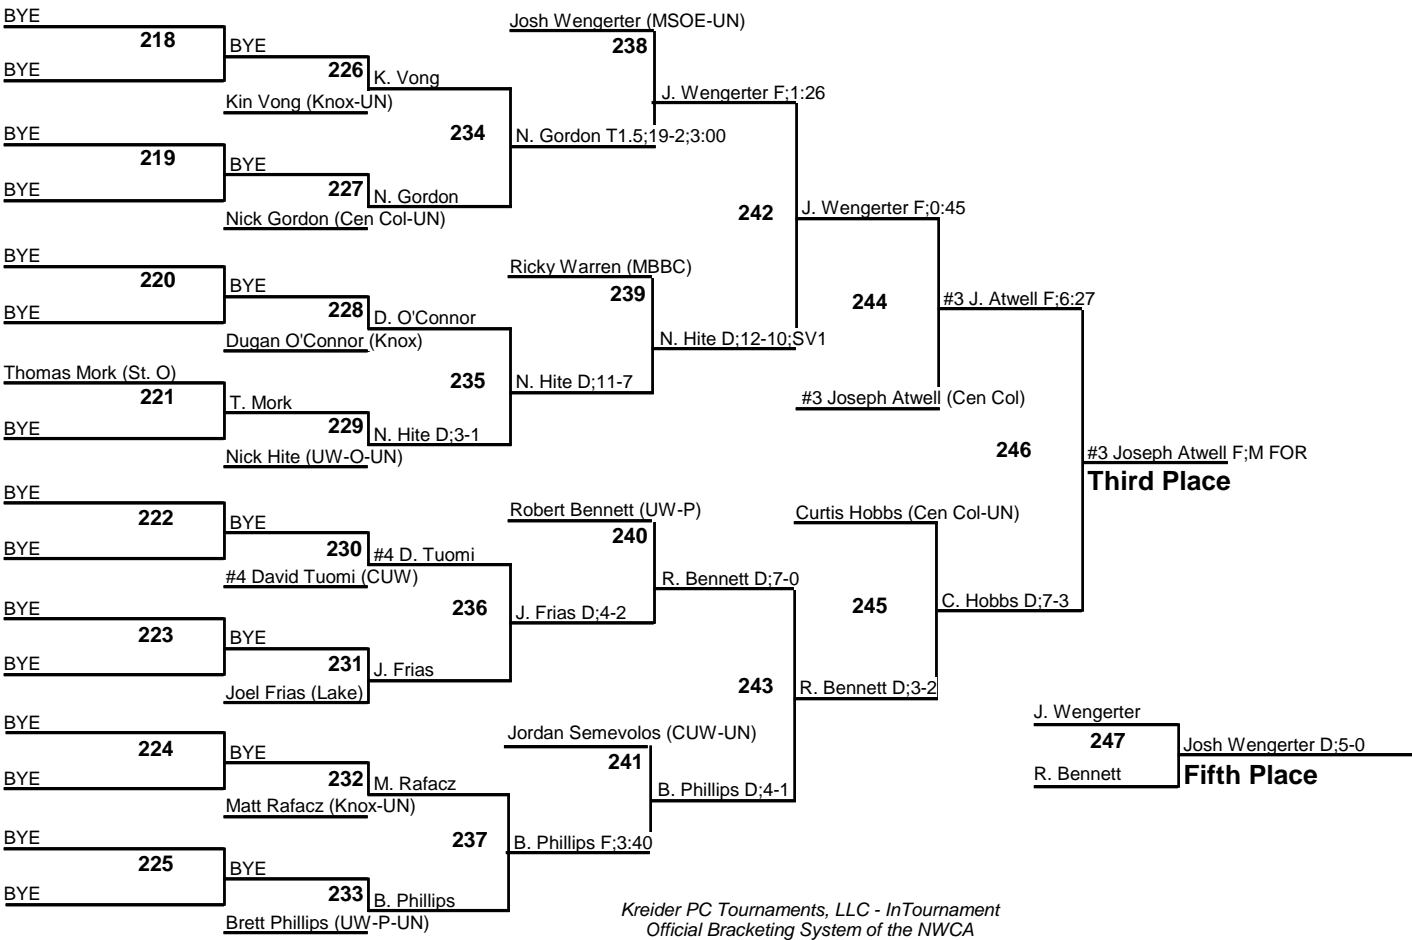 BYE
218
BYE
BYE
226
Kin Vong (Knox-UN)
K. Vong
BYE
219
BYE
BYE
227
Nick Gordon (Cen Col-UN)
N. Gordon
234
N. Gordon T1.5;19-2;3:00
Josh Wengerter (MSOE-UN)
238
J. Wengerter F;1:26
BYE
220
BYE
BYE
228
Dugan O'Connor (Knox)
D. O'Connor
Thomas Mork (St. O)
221
BYE
T. Mork
229
Nick Hite (UW-O-UN)
N. Hite D;3-1
235
N. Hite D;11-7
Ricky Warren (MBBC)
239
N. Hite D;12-10;SV1
242
J. Wengerter F;0:45
244
#3 Joseph Atwell (Cen Col)
#3 J. Atwell F;6:27
BYE
222
BYE
BYE
230
#4 David Tuomi (CUW)
#4 D. Tuomi
BYE
223
BYE
BYE
231
Joel Frias (Lake)
J. Frias
236
J. Frias D;4-2
Robert Bennett (UW-P)
240
R. Bennett D;7-0
BYE
224
BYE
BYE
232
Matt Rafacz (Knox-UN)
M. Rafacz
BYE
225
BYE
BYE
233
Brett Phillips (UW-P-UN)
B. Phillips
237
B. Phillips F;3:40
Jordan Semevolos (CUW-UN)
241
B. Phillips D;4-1
243
R. Bennett D;3-2
Curtis Hobbs (Cen Col-UN)
245
C. Hobbs D;7-3
246
#3 Joseph Atwell F;M FOR
Third Place
J. Wengerter
247
R. Bennett
Josh Wengerter D;5-0
Fifth Place
Kreider PC Tournaments, LLC - InTournament
Official Bracketing System of the NWCA